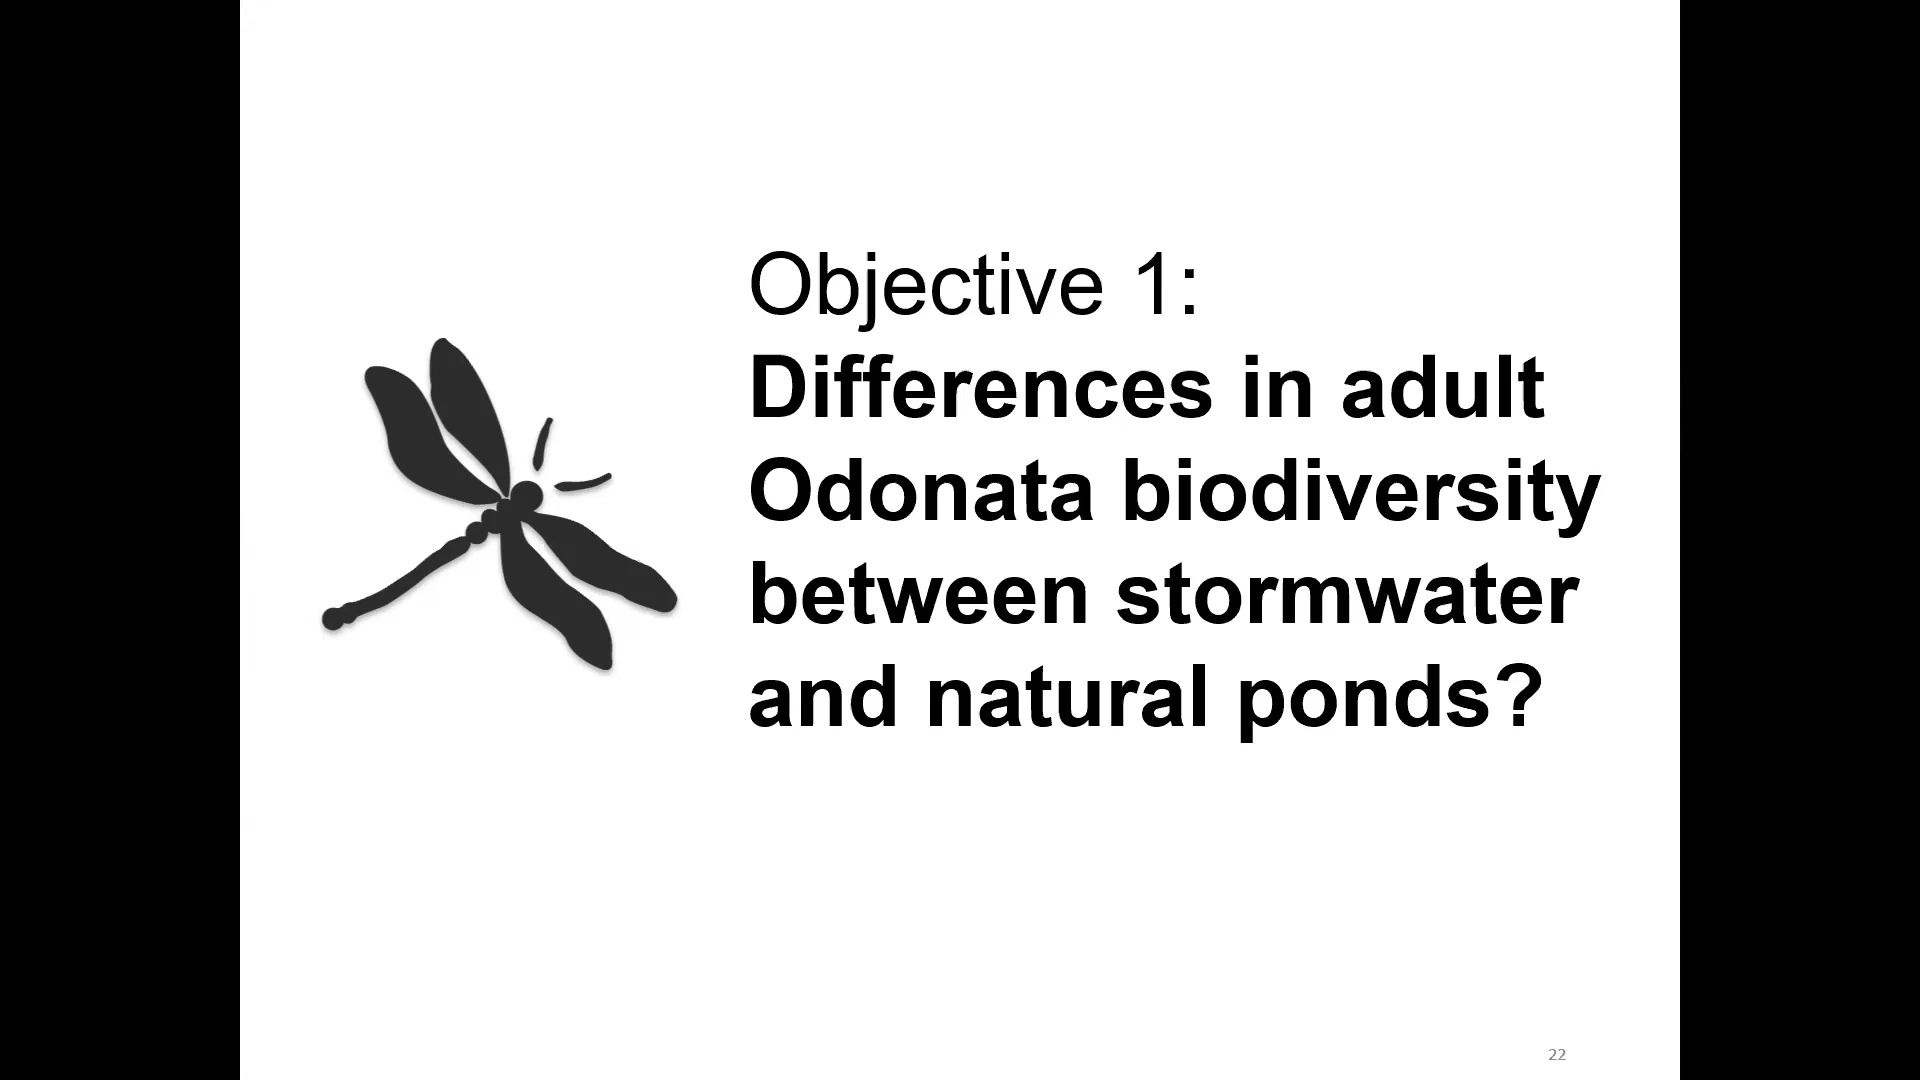 Objective 1:
Differences in adult
Odonata biodiversity
between stormwater
and natural ponds?
22